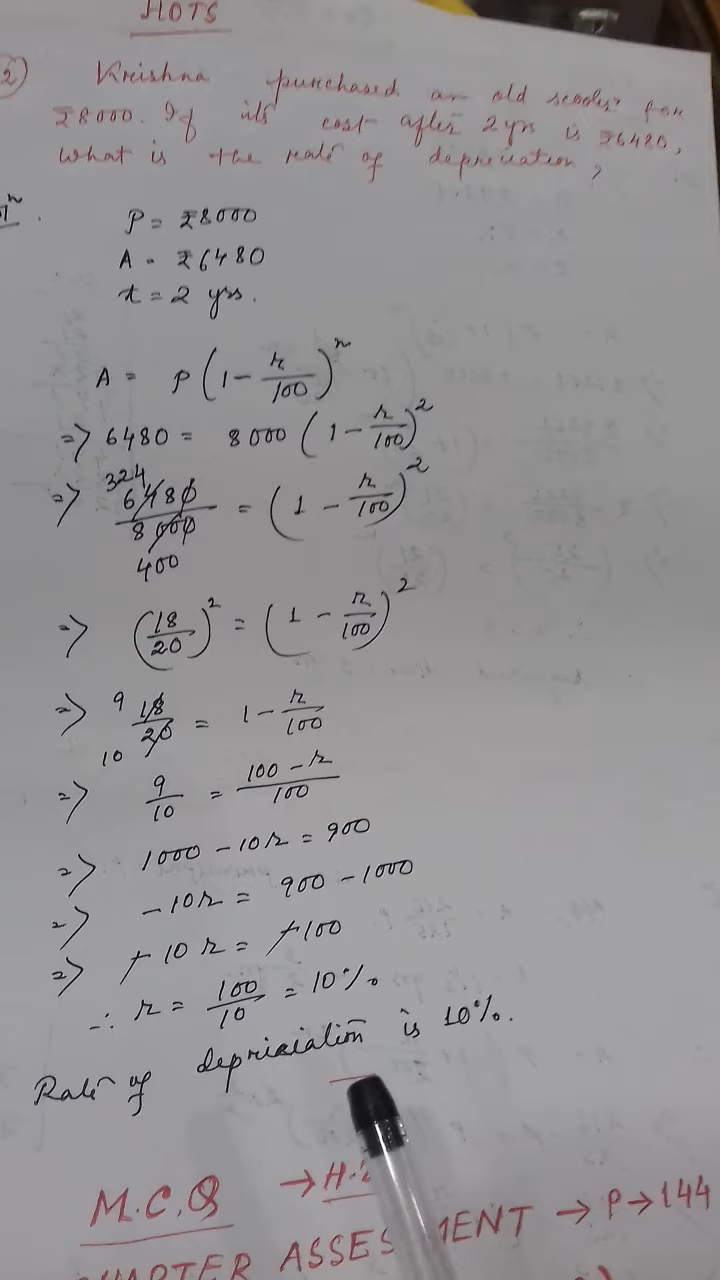 HOTS
2) Krishna purchased an old scooter for
₹8000. If its cost after 2 yrs is ₹6480,
What is the rate of depreciation?
P = ₹8000
A = ₹6480
t = 2 yrs.
A = P(1 - r/100)^n
=> 6480 = 8000 (1 - r/100)^2
324
=> 6480/8000 = (1 - r/100)^2
400
=> (18/20)^2 = (1 - r/100)^2
=> 9 18/20 = 1 - r/100
10
=> 9/10 = 100 - r/100
=> 1000 - 10r = 900
=> -10r = 900 - 1000
=> -10r = -100
∴ r = 100/10 = 10%.
Rate of depriciation is 10%.
M.C.Q →
CHAPTER ASSESSMENT → P → 144